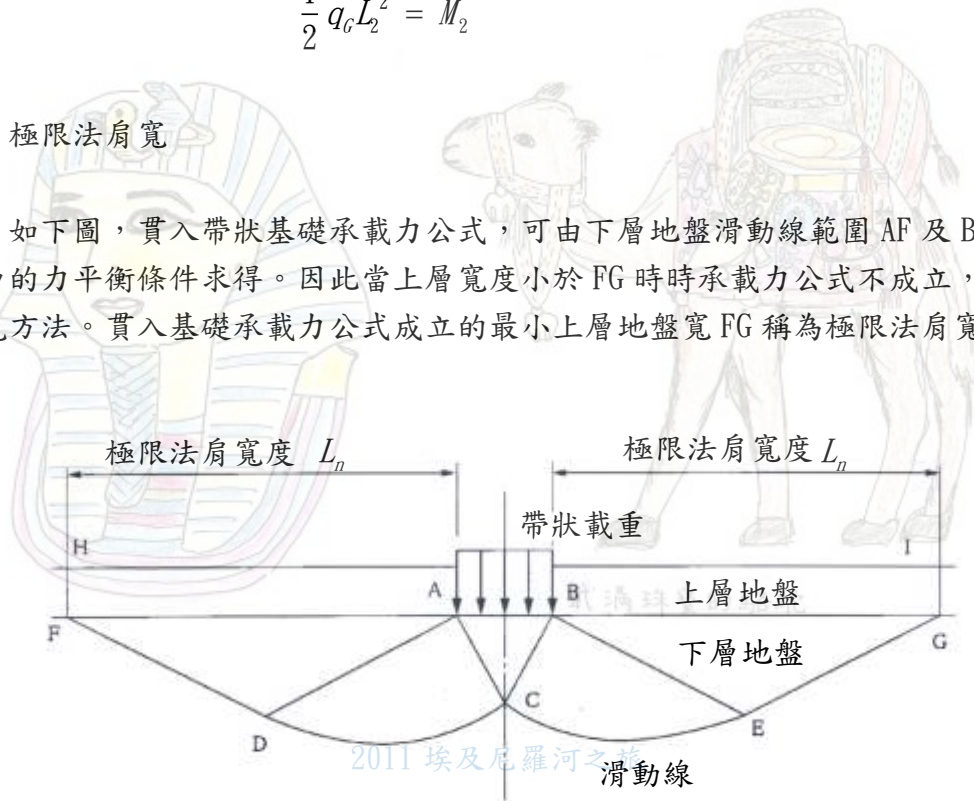 ½ q_G L_2^2 = M_2
極限法肩寬
如下圖，貫入帶狀基礎承載力公式，可由下層地盤滑動線範圍 AF 及 B
的力平衡條件求得。因此當上層寬度小於 FG 時時承載力公式不成立，
方法。貫入基礎承載力公式成立的最小上層地盤寬 FG 稱為極限法肩寬
極限法肩寬度 L_n 極限法肩寬度 L_n
帶狀載重
H I
A B 上層地盤
F G
下層地盤
C
D E
2011 埃及尼羅河之旅
滑動線